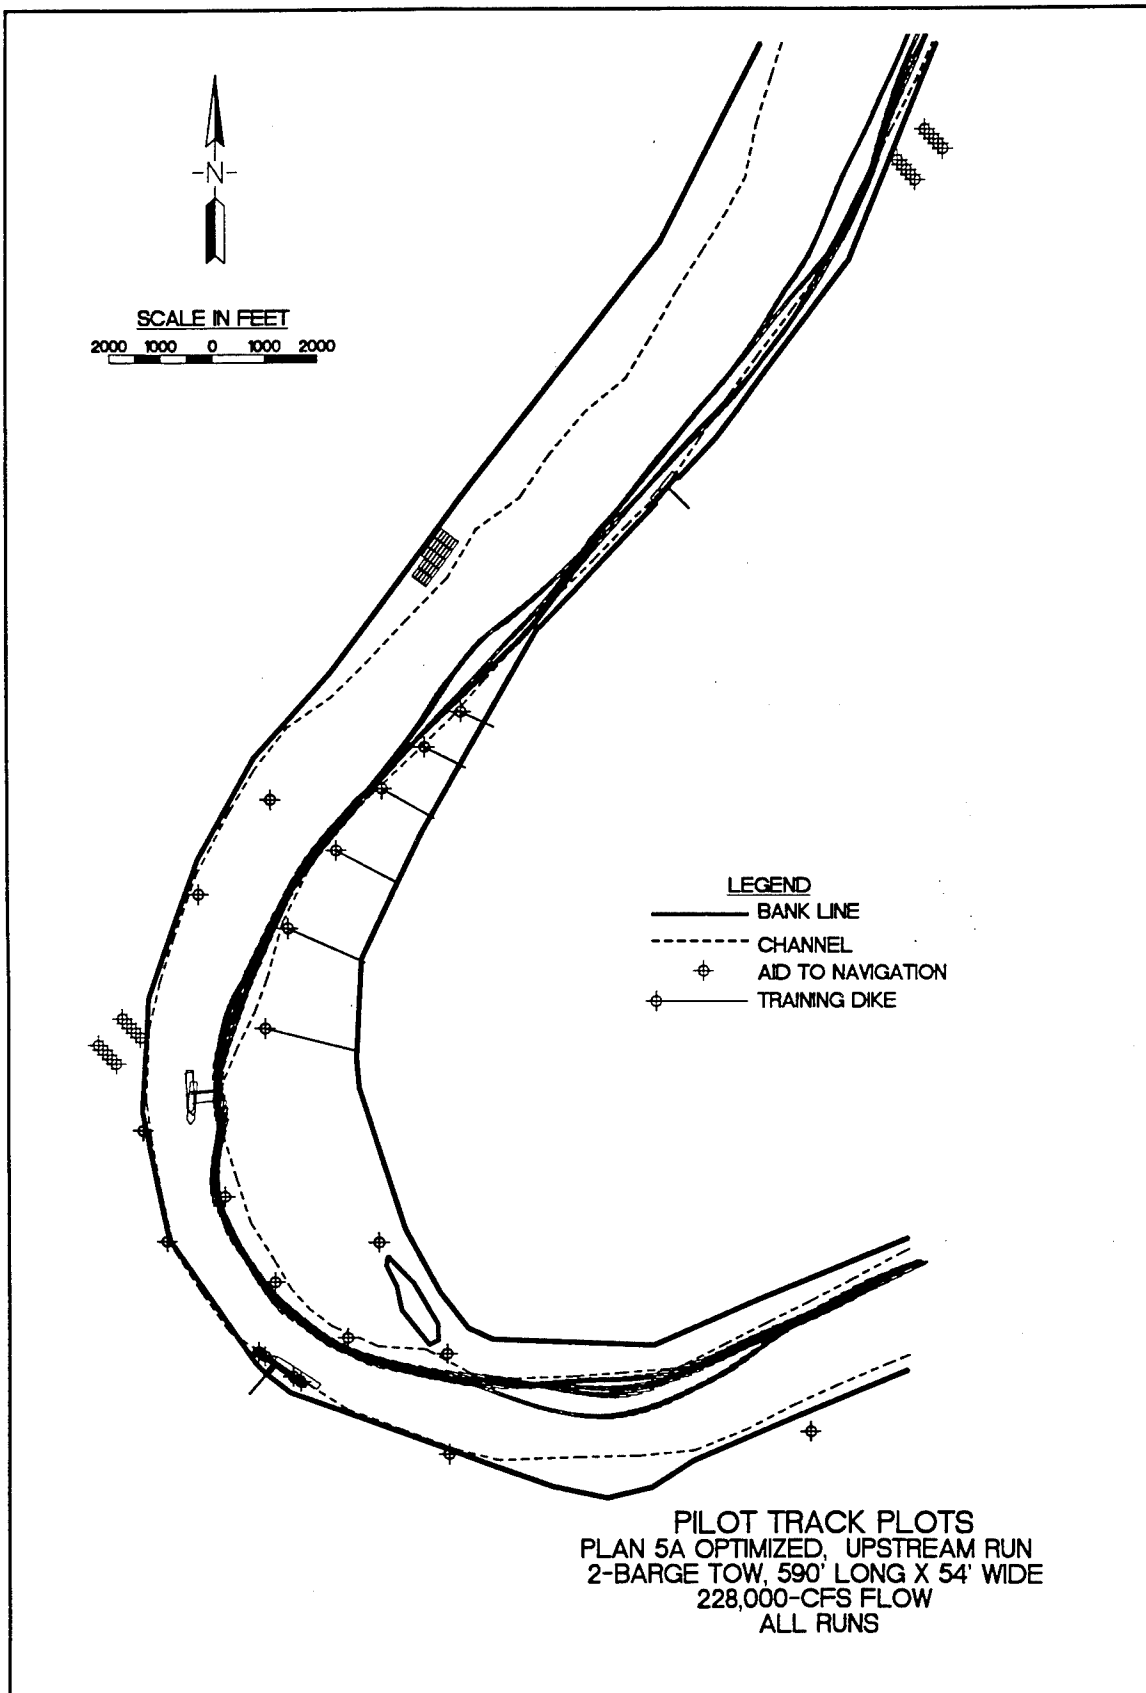 -N-
SCALE IN FEET
2000 1000 0 1000 2000
LEGEND
BANK LINE
CHANNEL
AID TO NAVIGATION
TRAINING DIKE
PILOT TRACK PLOTS
PLAN 5A OPTIMIZED, UPSTREAM RUN
2-BARGE TOW, 590' LONG X 54' WIDE
228,000-CFS FLOW
ALL RUNS